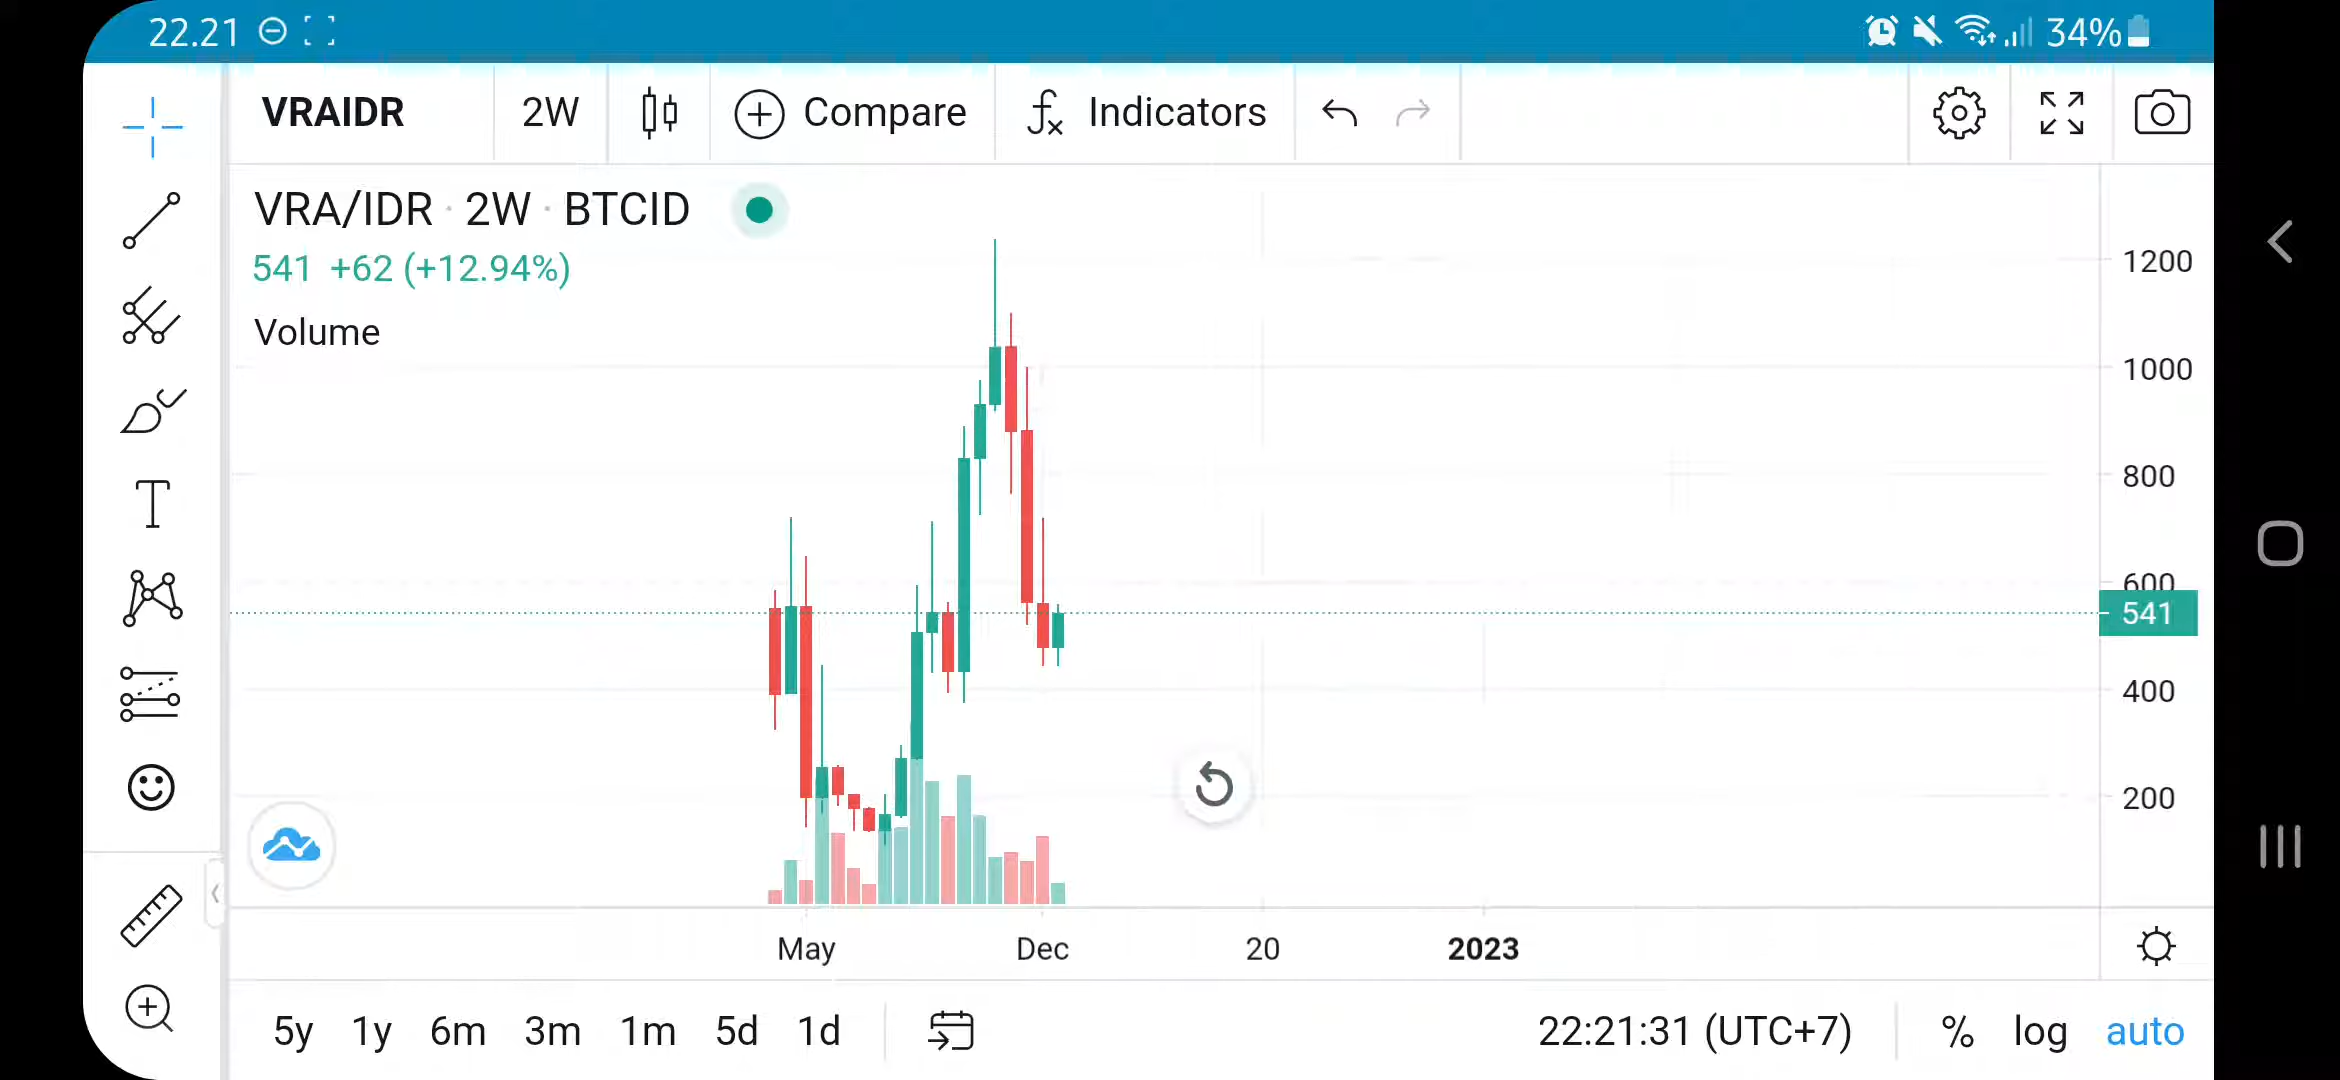 22.21 34%
VRAIDR 2W Compare Indicators
VRA/IDR · 2W · BTCID
541 +62 (+12.94%)
Volume
1200
1000
800
600
541
400
200
May Dec 20 2023
5y 1y 6m 3m 1m 5d 1d 22:21:31 (UTC+7) % log auto